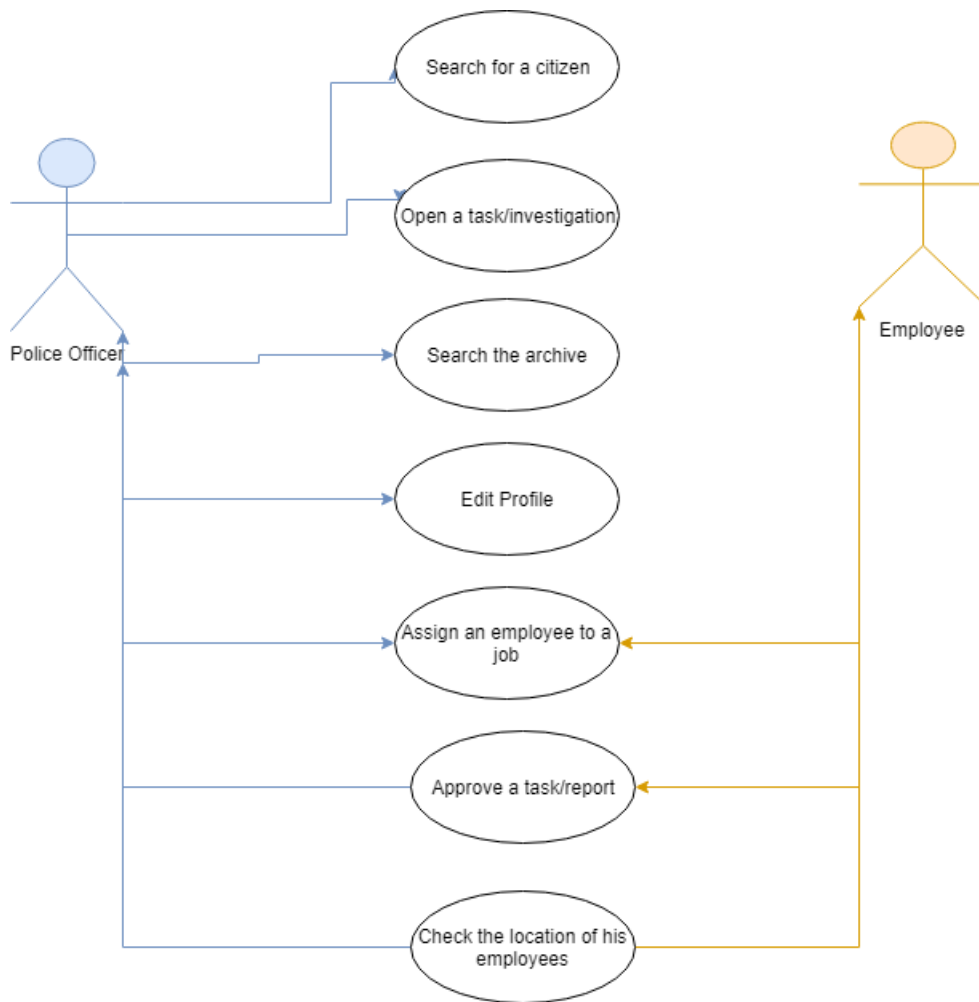 Search for a citizen
Open a task/investigation
Police Officer
Employee
Search the archive
Edit Profile
Assign an employee to a
job
Approve a task/report
Check the location of his
employees